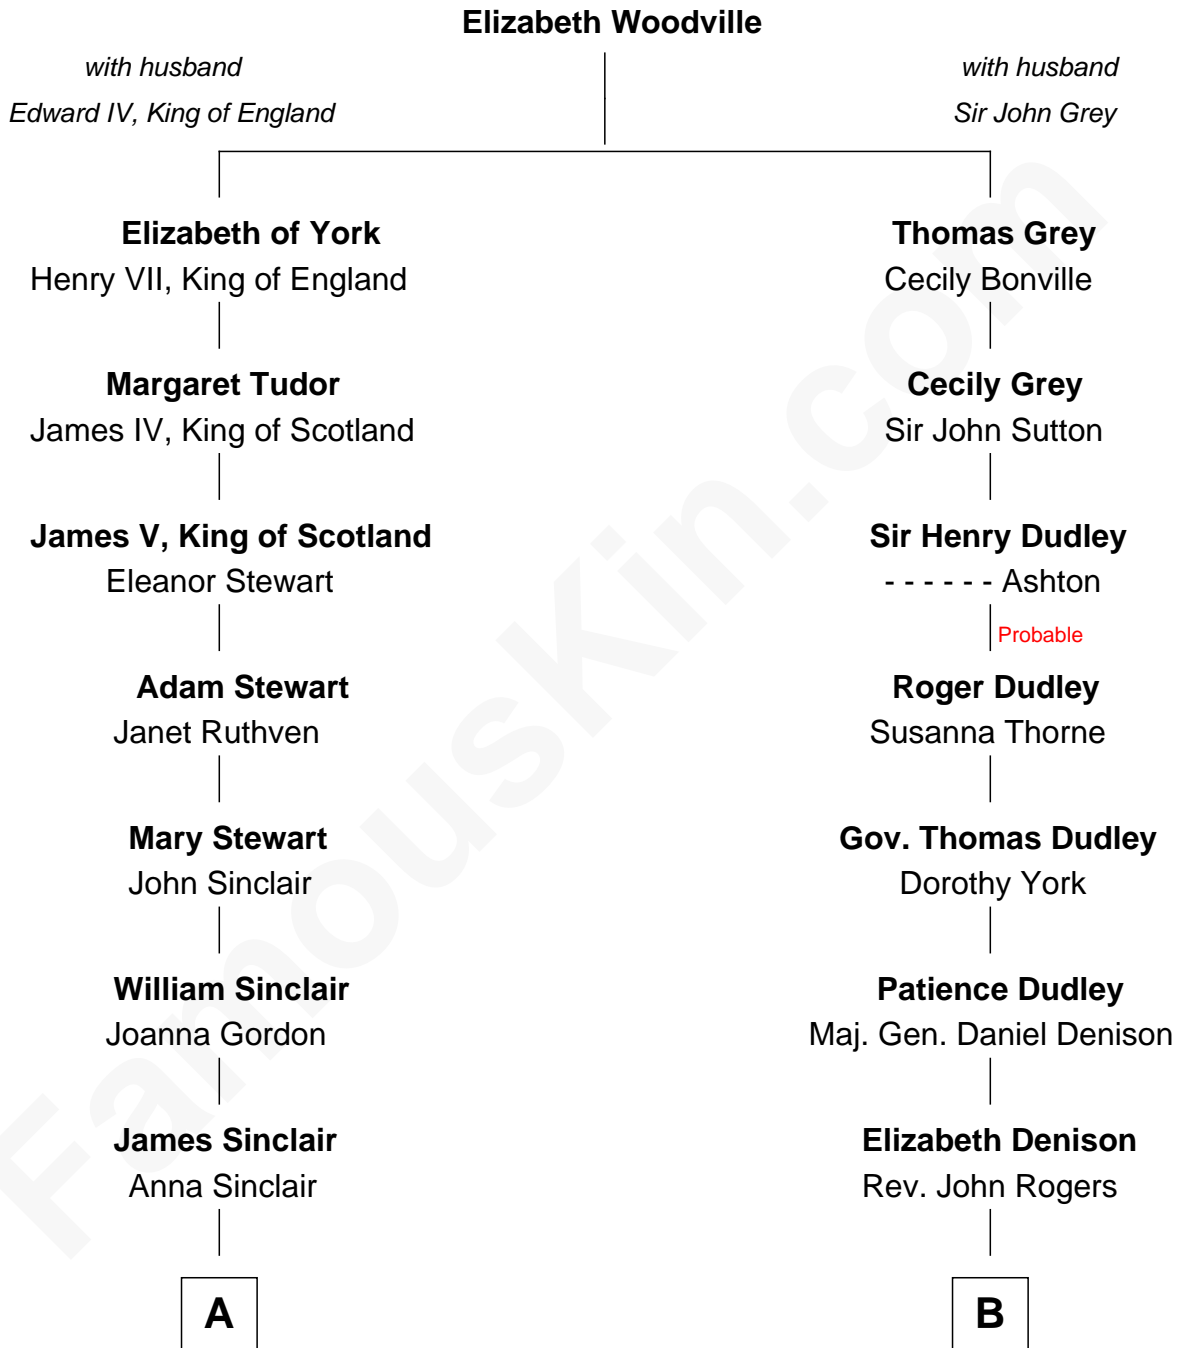 Elizabeth Woodville
with husband
Edward IV, King of England
with husband
Sir John Grey
Elizabeth of York
Henry VII, King of England
Thomas Grey
Cecily Bonville
Margaret Tudor
James IV, King of Scotland
Cecily Grey
Sir John Sutton
James V, King of Scotland
Eleanor Stewart
Sir Henry Dudley
- - - - - - Ashton
Probable
Adam Stewart
Janet Ruthven
Roger Dudley
Susanna Thorne
Mary Stewart
John Sinclair
Gov. Thomas Dudley
Dorothy York
William Sinclair
Joanna Gordon
Patience Dudley
Maj. Gen. Daniel Denison
James Sinclair
Anna Sinclair
Elizabeth Denison
Rev. John Rogers
A
B
FamousKin.com